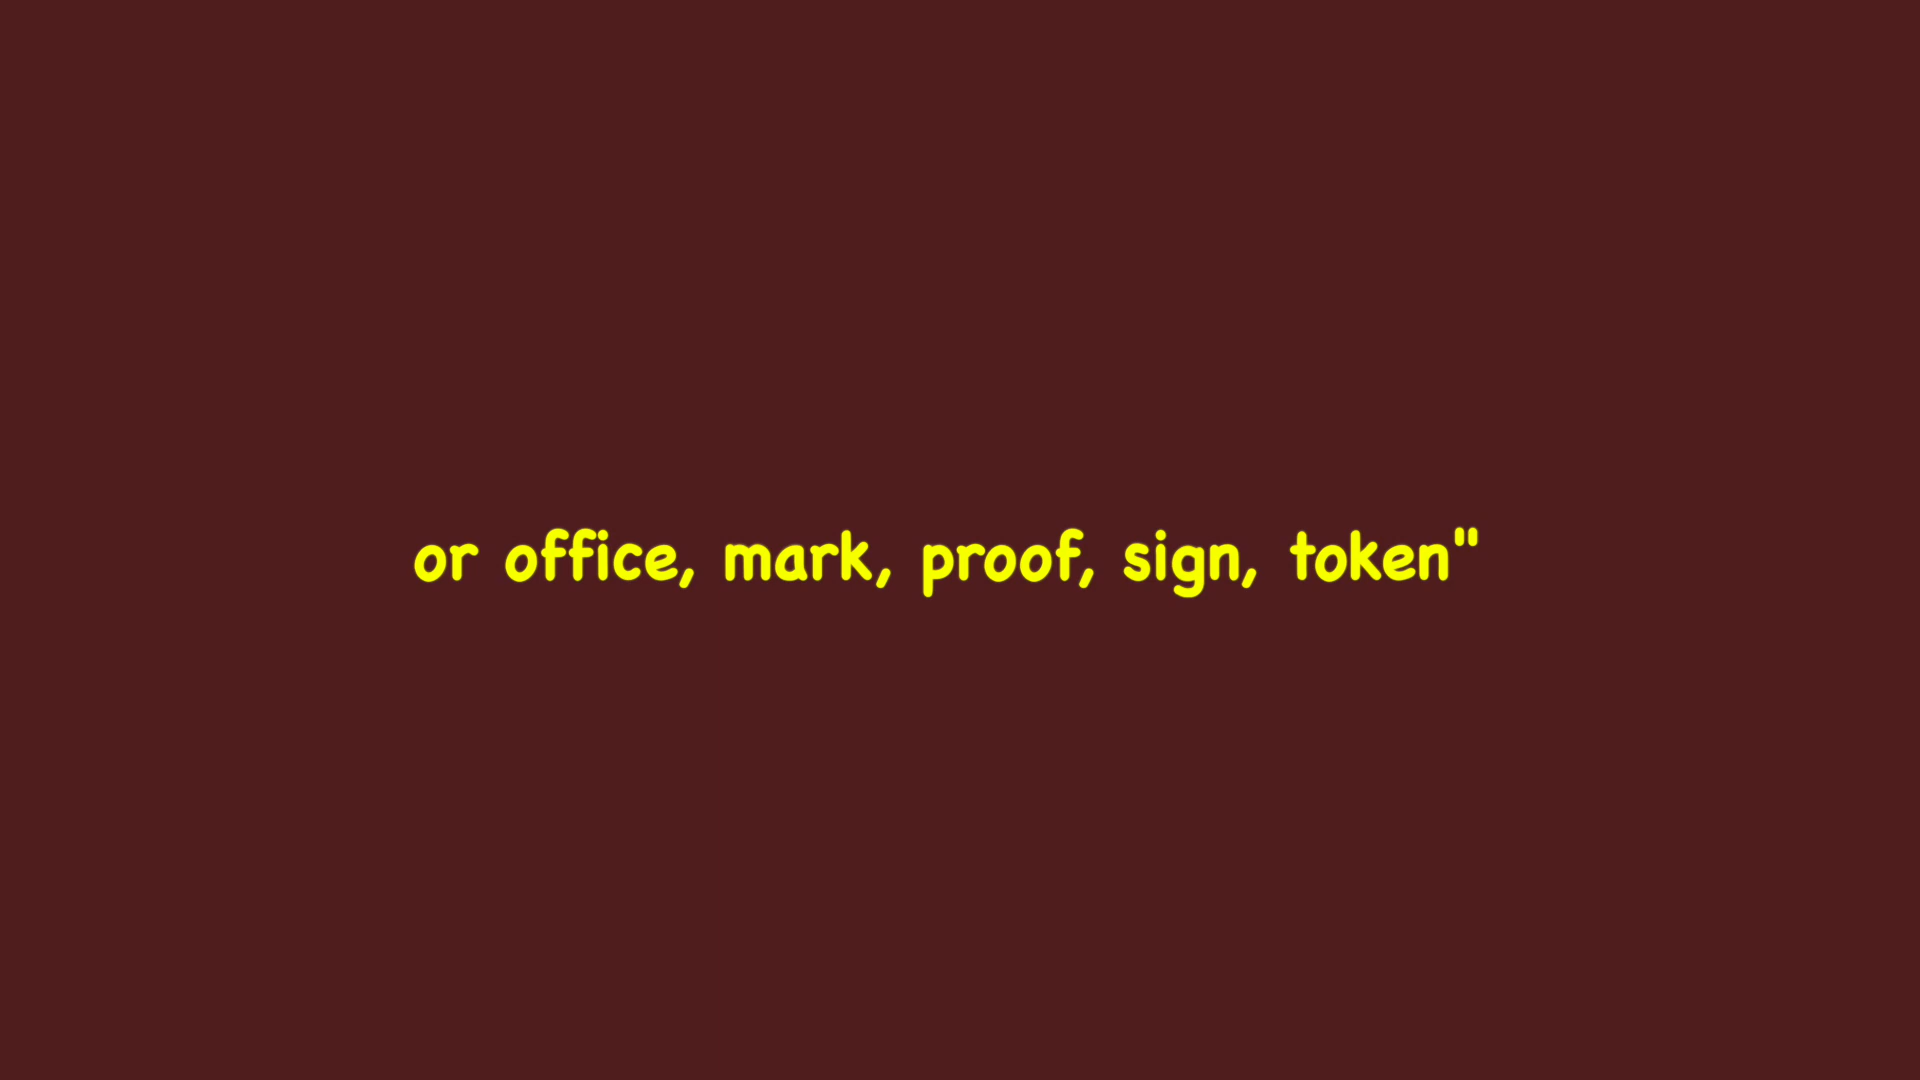 or office, mark, proof, sign, token"